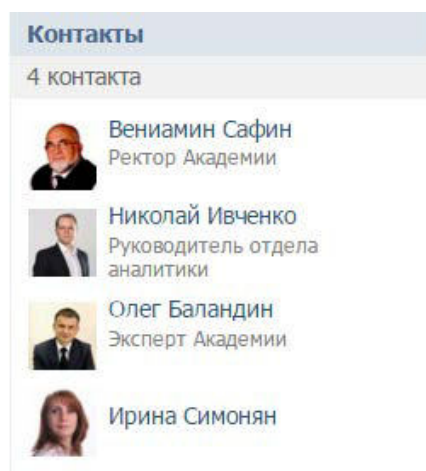 Контакты
4 контакта
Вениамин Сафин
Ректор Академии
Николай Ивченко
Руководитель отдела
аналитики
Олег Баландин
Эксперт Академии
Ирина Симонян